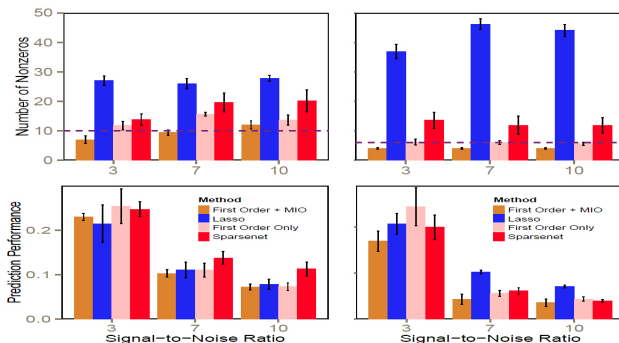 50
40
30
20
10
0
Number of Nonzeros
3
7
10
3
7
10
0.2
0.1
0.0
Prediction Performance
Method
First Order + MIO
Lasso
First Order Only
Sparsenet
Method
First Order + MIO
Lasso
First Order Only
Sparsenet
3
7
10
3
7
10
Signal−to−Noise Ratio
Signal−to−Noise Ratio